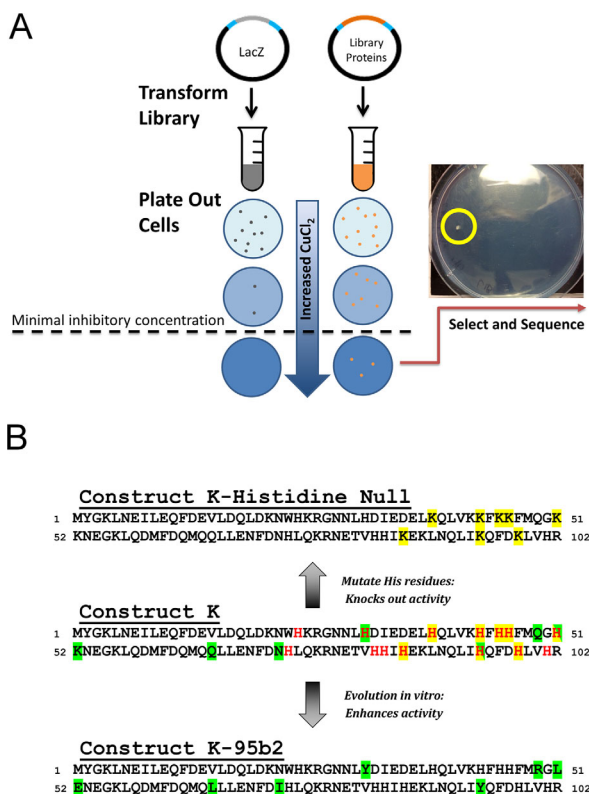 A
LacZ
Library
Proteins
Transform
Library
Plate Out
Cells
Increased CuCl₂
Minimal inhibitory concentration
Select and Sequence
B
Construct K-Histidine Null
1 MYGKLNEILEQFDEVLDQLDKNWHKRGNNLHDIEDELKQLVKKFKKFMQGK 51
52 KNEGKLQDMFDQMQQLLENFDNHLQKRNETVHHIKEKLNQLIKQFDKLVHR 102
Mutate His residues:
Knocks out activity
Construct K
1 MYGKLNEILEQFDEVLDQLDKNWHKRGNNLHDIEDELHQLVKHFHHFMQGH 51
52 KNEGKLQDMFDQMQQLLENFDNHLQKRNETVHHIHEKLNQLIHQFDHLVHR 102
Evolution in vitro:
Enhances activity
Construct K-95b2
1 MYGKLNEILEQFDEVLDQLDKNWHKRGNNLYDIEDELHQLVKHFHHFMRGL 51
52 ENEGKLQDMFDQMQLLLENFDIHLQKRNETVHHIHEKLNQLIYQFDHLVHR 102